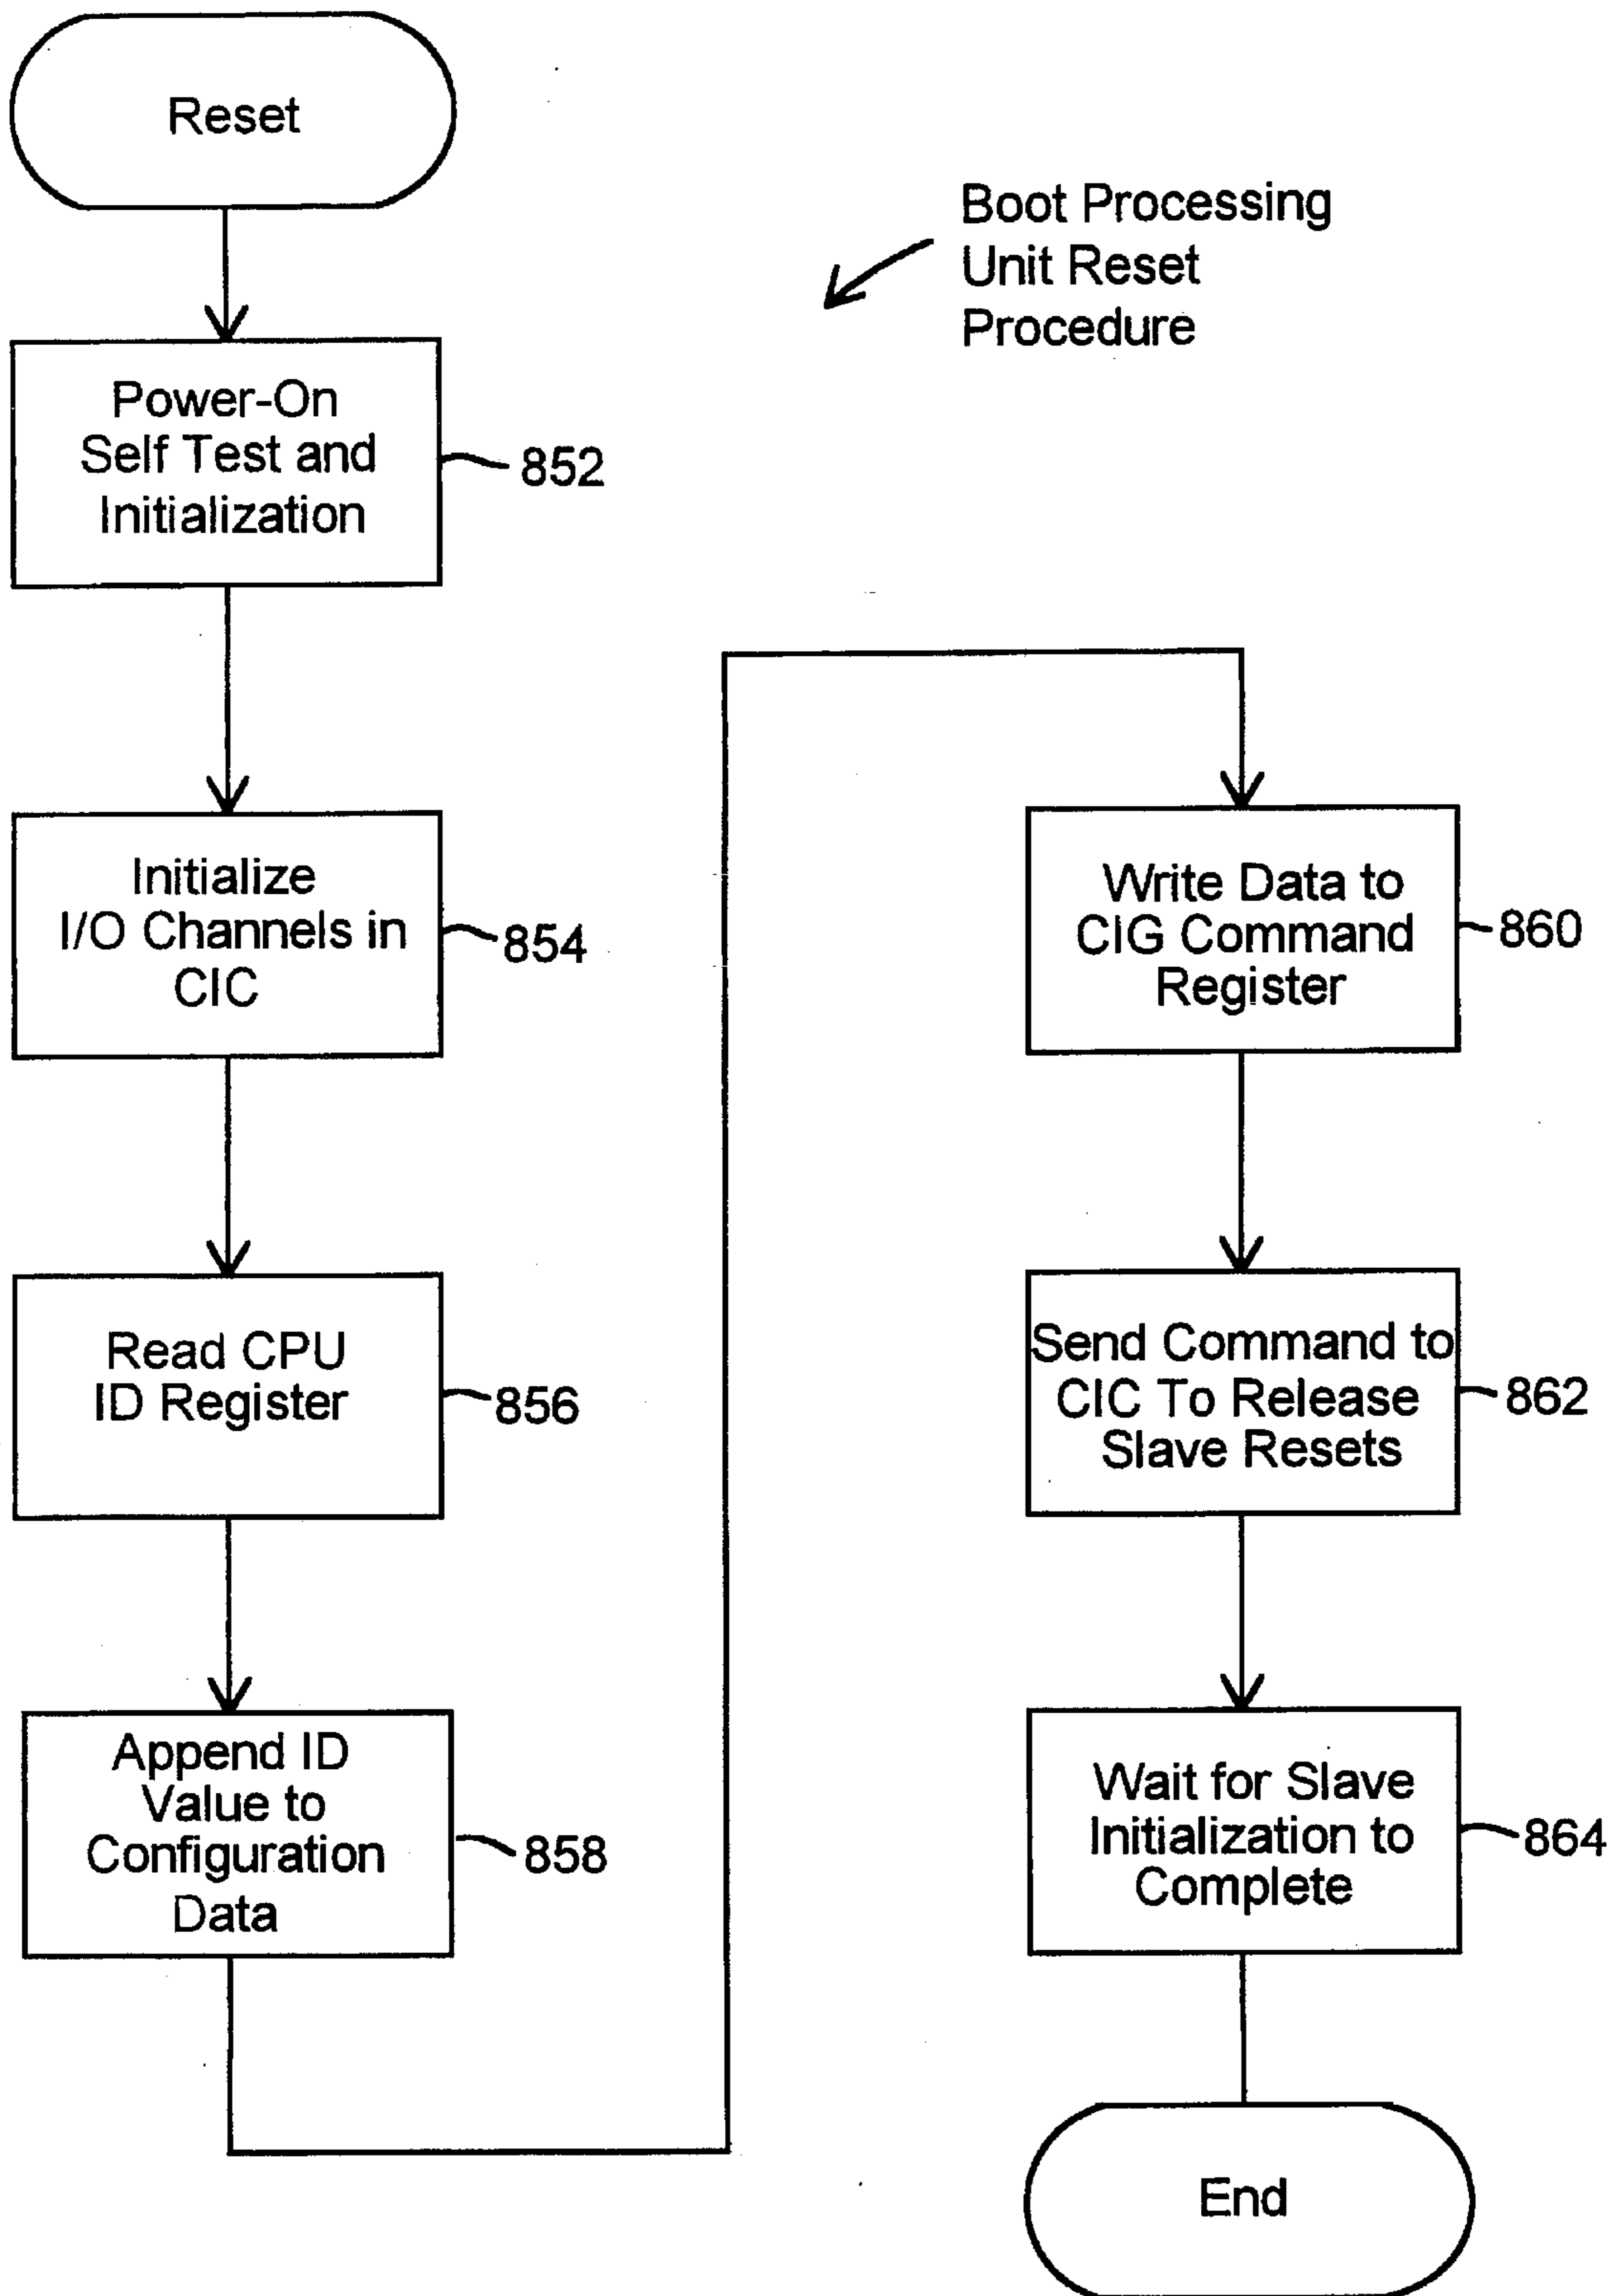 Reset
Boot Processing
Unit Reset
Procedure
Power-On
Self Test and
Initialization
852
Initialize
I/O Channels in
CIC
854
Read CPU
ID Register
856
Append ID
Value to
Configuration
Data
858
Write Data to
CIG Command
Register
860
Send Command to
CIC To Release
Slave Resets
862
Wait for Slave
Initialization to
Complete
864
End